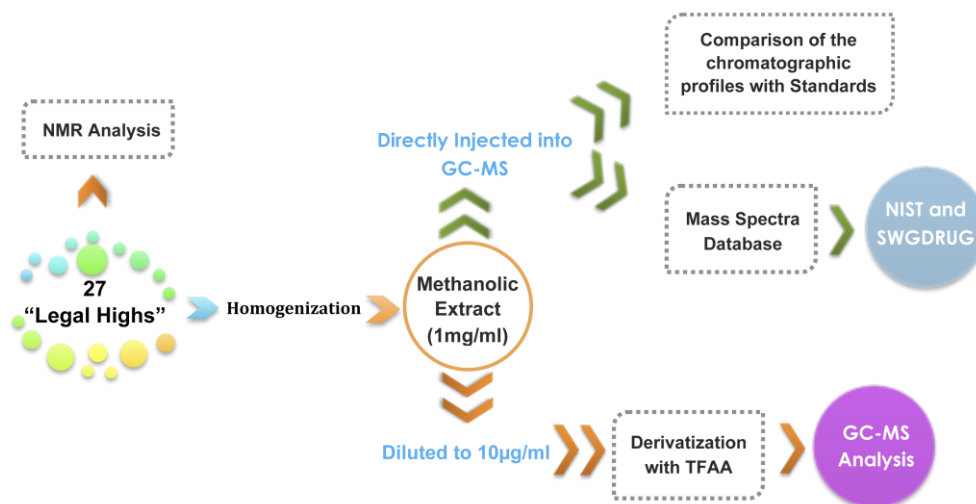 NMR Analysis
27
“Legal Highs”
Homogenization
Methanolic
Extract
(1mg/ml)
Directly Injected into
GC-MS
Comparison of the
chromatographic
profiles with Standards
Mass Spectra
Database
NIST and
SWGDRUG
Diluted to 10µg/ml
Derivatization
with TFAA
GC-MS
Analysis